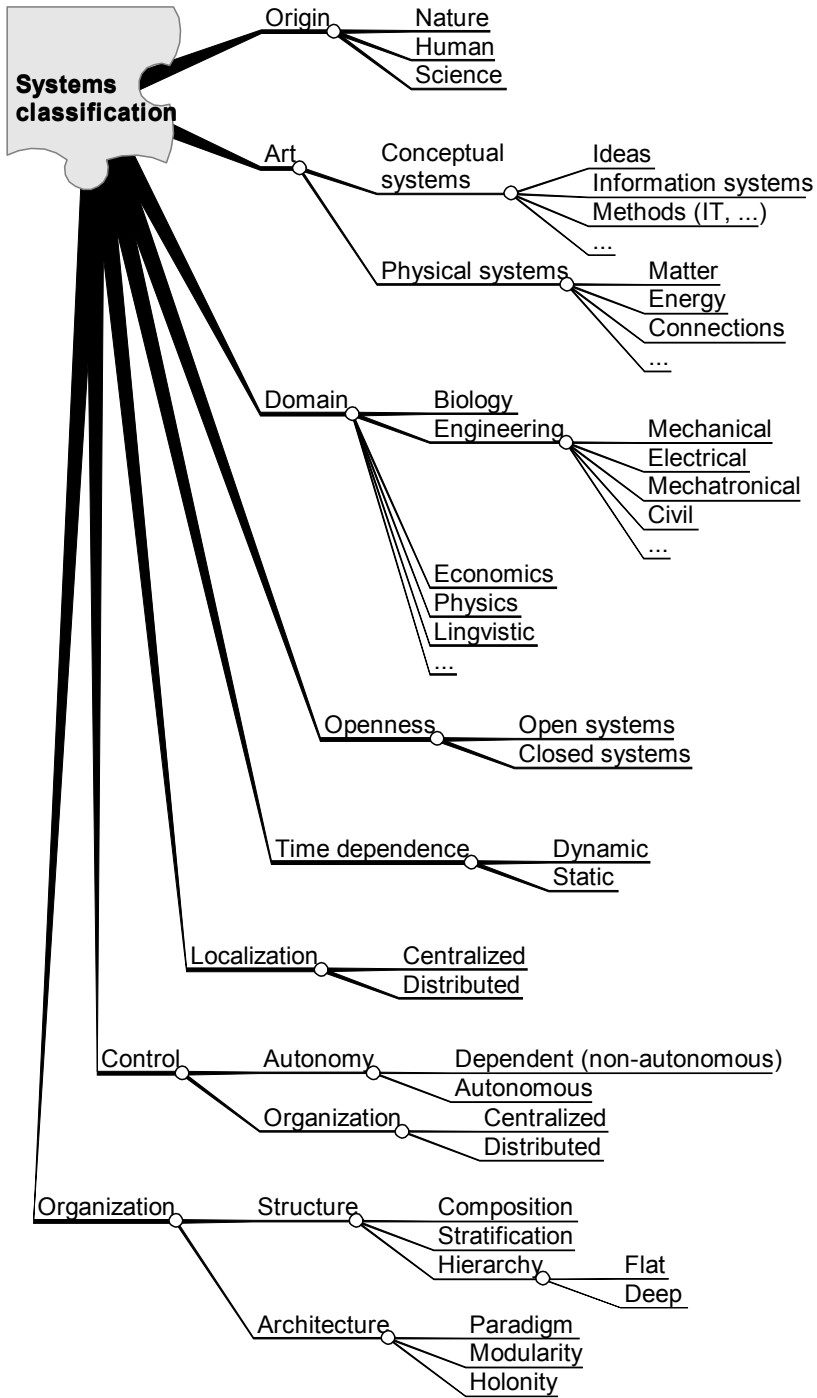 Systems
classification
Origin
Nature
Human
Science
Art
Conceptual
systems
Ideas
Information systems
Methods (IT, ...)
...
Physical systems
Matter
Energy
Connections
...
Domain
Biology
Engineering
Mechanical
Electrical
Mechatronical
Civil
...
Economics
Physics
Lingvistic
...
Openness
Open systems
Closed systems
Time dependence
Dynamic
Static
Localization
Centralized
Distributed
Control
Autonomy
Dependent (non-autonomous)
Autonomous
Organization
Centralized
Distributed
Organization
Structure
Composition
Stratification
Hierarchy
Flat
Deep
Architecture
Paradigm
Modularity
Holonity